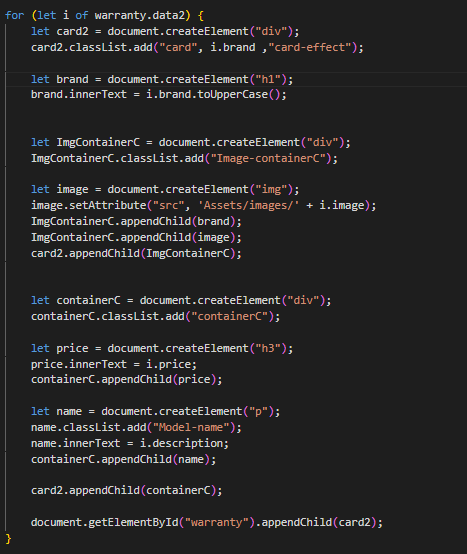 for (let i of warranty.data2) {
let card2 = document.createElement("div");
card2.classList.add("card", i.brand ,"card-effect");
let brand = document.createElement("h1");
brand.innerText = i.brand.toUpperCase();
let ImgContainerC = document.createElement("div");
ImgContainerC.classList.add("Image-containerC");
let image = document.createElement("img");
image.setAttribute("src", 'Assets/images/' + i.image);
ImgContainerC.appendChild(brand);
ImgContainerC.appendChild(image);
card2.appendChild(ImgContainerC);
let containerC = document.createElement("div");
containerC.classList.add("containerC");
let price = document.createElement("h3");
price.innerText = i.price;
containerC.appendChild(price);
let name = document.createElement("p");
name.classList.add("Model-name");
name.innerText = i.description;
containerC.appendChild(name);
card2.appendChild(containerC);
document.getElementById("warranty").appendChild(card2);
}